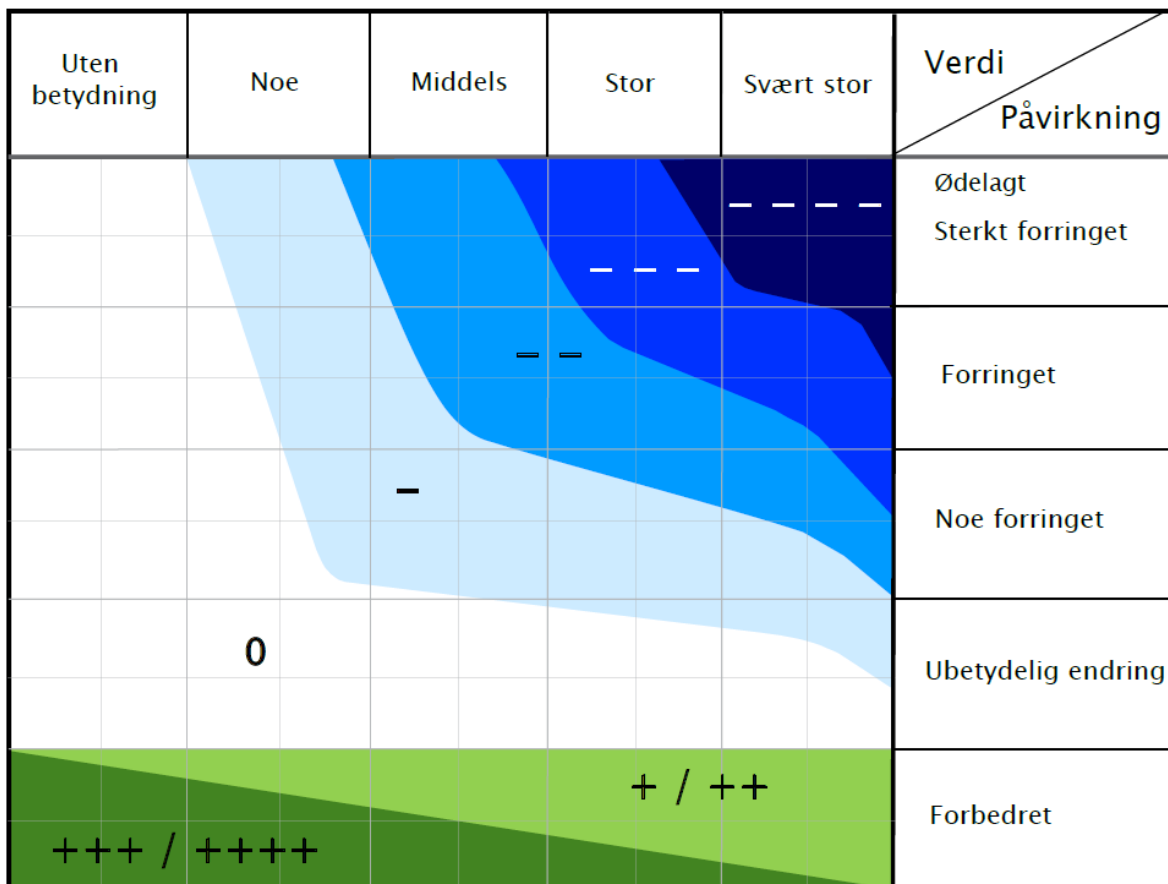 Uten
betydning
Noe
Middels
Stor
Svært stor
Verdi
Påvirkning
Ødelagt
– – – –
Sterkt forringet
– – –
– –
Forringet
–
Noe forringet
0
Ubetydelig endring
+ / ++
Forbedret
+++ / ++++